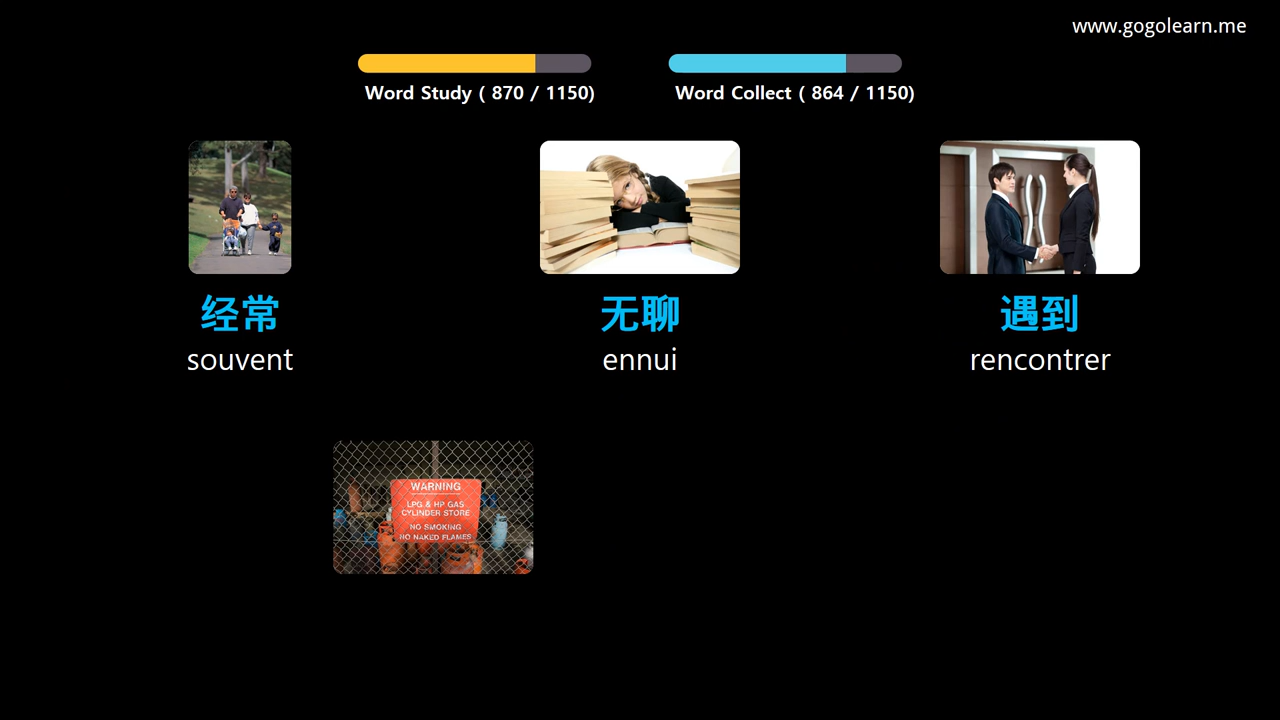 www.gogolearn.me
Word Study ( 870 / 1150)
Word Collect ( 864 / 1150)
经常
souvent
无聊
ennui
遇到
rencontrer
WARNING
LPG & HP GAS
CYLINDER STORE
NO SMOKING
NO NAKED FLAMES